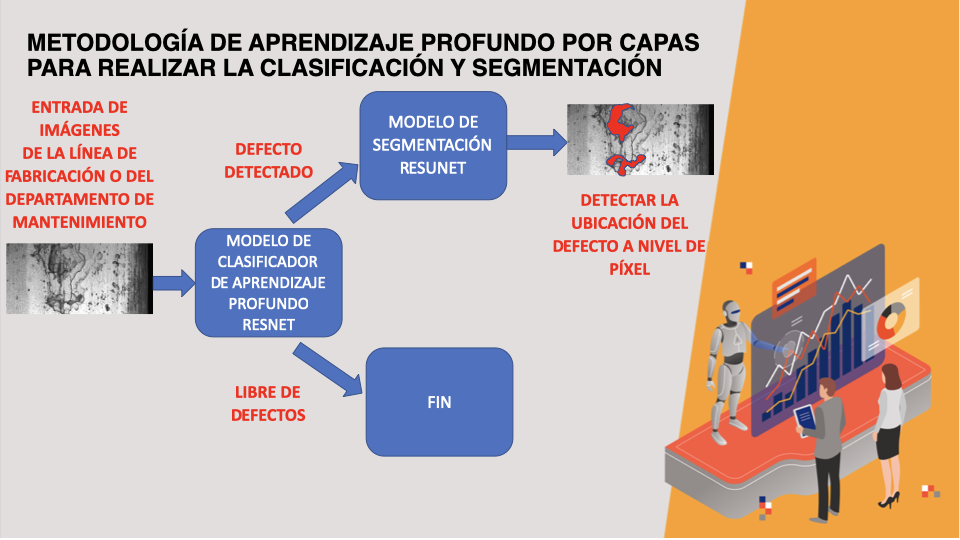 METODOLOGÍA DE APRENDIZAJE PROFUNDO POR CAPAS
PARA REALIZAR LA CLASIFICACIÓN Y SEGMENTACIÓN
ENTRADA DE
IMÁGENES
DE LA LÍNEA DE
FABRICACIÓN O DEL
DEPARTAMENTO DE
MANTENIMIENTO
MODELO DE
CLASIFICADOR
DE APRENDIZAJE
PROFUNDO
RESNET
DEFECTO
DETECTADO
MODELO DE
SEGMENTACIÓN
RESUNET
DETECTAR LA
UBICACIÓN DEL
DEFECTO A NIVEL DE
PÍXEL
LIBRE DE
DEFECTOS
FIN